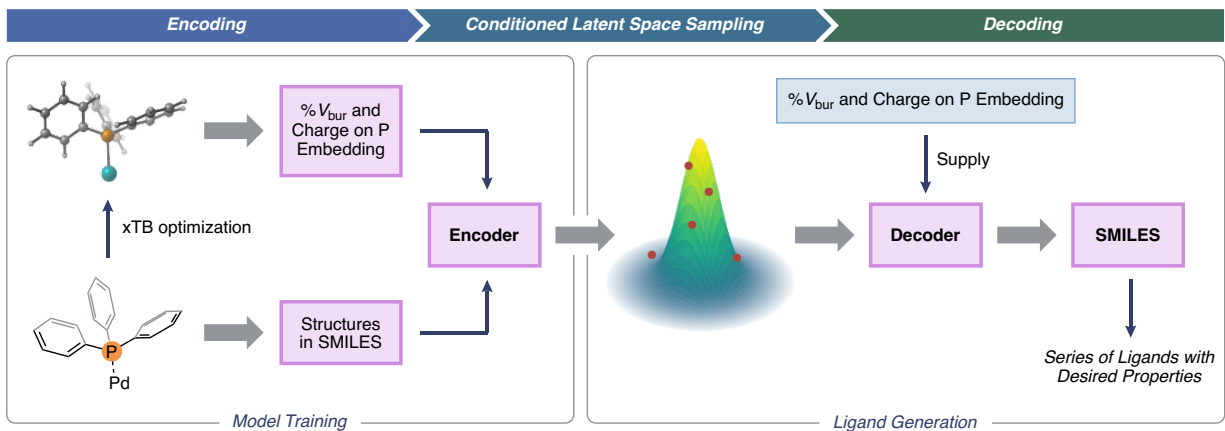 Encoding
Conditioned Latent Space Sampling
Decoding
%Vbur and
Charge on P
Embedding
xTB optimization
P
Pd
Structures
in SMILES
Encoder
Model Training
%Vbur and Charge on P Embedding
Supply
Decoder
SMILES
Series of Ligands with
Desired Properties
Ligand Generation